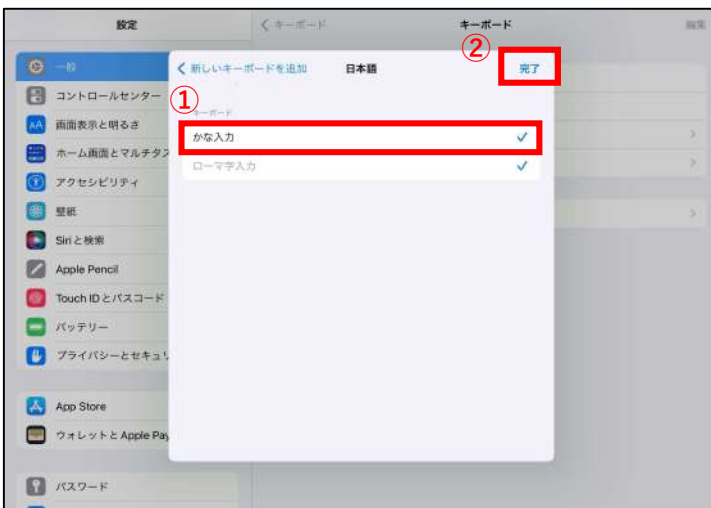 設定
キーボード
キーボード
編集
一般
コントロールセンター
画面表示と明るさ
ホーム画面とマルチタス
アクセシビリティ
壁紙
Siriと検索
Apple Pencil
Touch IDとパスコード
バッテリー
プライバシーとセキュリ
App Store
ウォレットとApple Pay
パスワード
新しいキーボードを追加
日本語
②
完了
①
キーボード
かな入力
ローマ字入力